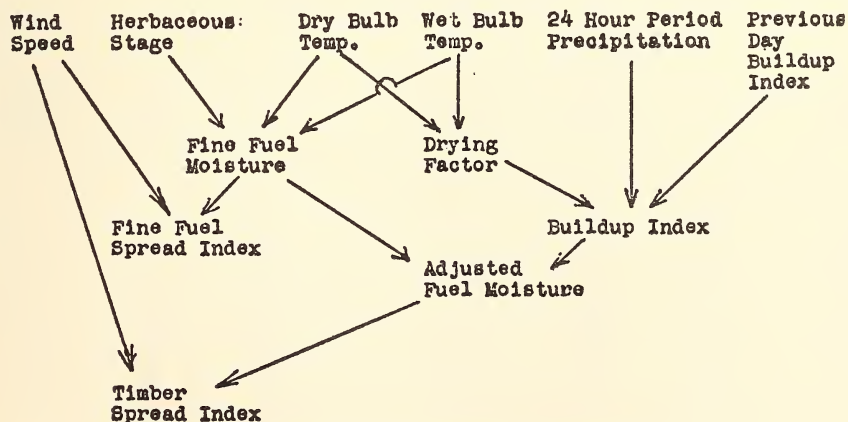 Wind
Speed
Herbaceous:
Stage
Dry Bulb
Temp.
Wet Bulb
Temp.
24 Hour Period
Precipitation
Previous
Day
Buildup
Index
Fine Fuel
Moisture
Drying
Factor
Fine Fuel
Spread Index
Buildup Index
Adjusted
Fuel Moisture
Timber
Spread Index